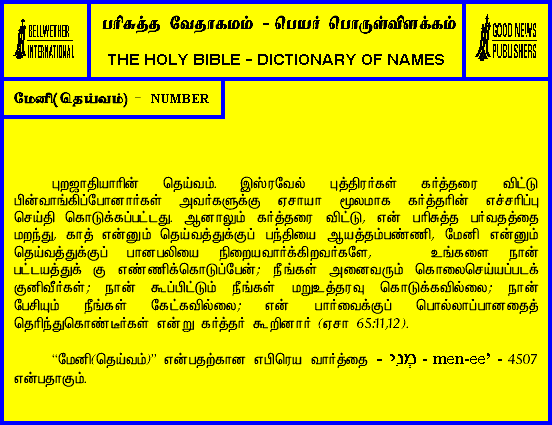 BELLWETHER
INTERNATIONAL
பரிசுத்த வேதாகமம் - பெயர் பொருள்விளக்கம்
THE HOLY BIBLE - DICTIONARY OF NAMES
GOOD NEWS
PUBLISHERS
மேனி(தெய்வம்) - NUMBER
புறஜாதியாரின் தெய்வம். இஸ்ரவேல் புத்திரர்கள் கர்த்தரை விட்டு
பின்வாங்கிப்போனார்கள் அவர்களுக்கு ஏசாயா மூலமாக கர்த்தரின் எச்சரிப்பு
செய்தி கொடுக்கப்பட்டது. ஆனாலும் கர்த்தரை விட்டு, என் பரிசுத்த பர்வதத்தை
மறந்து, காத் என்னும் தெய்வத்துக்குப் பந்தியை ஆயத்தம்பண்ணி, மேனி என்னும்
தெய்வத்துக்குப் பானபலியை நிறையவார்க்கிறவர்களே, உங்களை நான்
பட்டயத்துக் கு எண்ணிக்கொடுப்பேன்; நீங்கள் அனைவரும் கொலைசெய்யப்படக்
குனிவீர்கள்; நான் கூப்பிட்டும் நீங்கள் மறுஉத்தரவு கொடுக்கவில்லை; நான்
பேசியும் நீங்கள் கேட்கவில்லை; என் பார்வைக்குப் பொல்லாப்பானதைத்
தெரிந்துகொண்டீர்கள் என்று கர்த்தர் கூறினார் (ஏசா 65:11,12).
“மேனி(தெய்வம்)” என்பதற்கான எபிரெய வார்த்தை - מְנִי - men-ee’ - 4507
என்பதாகும்.